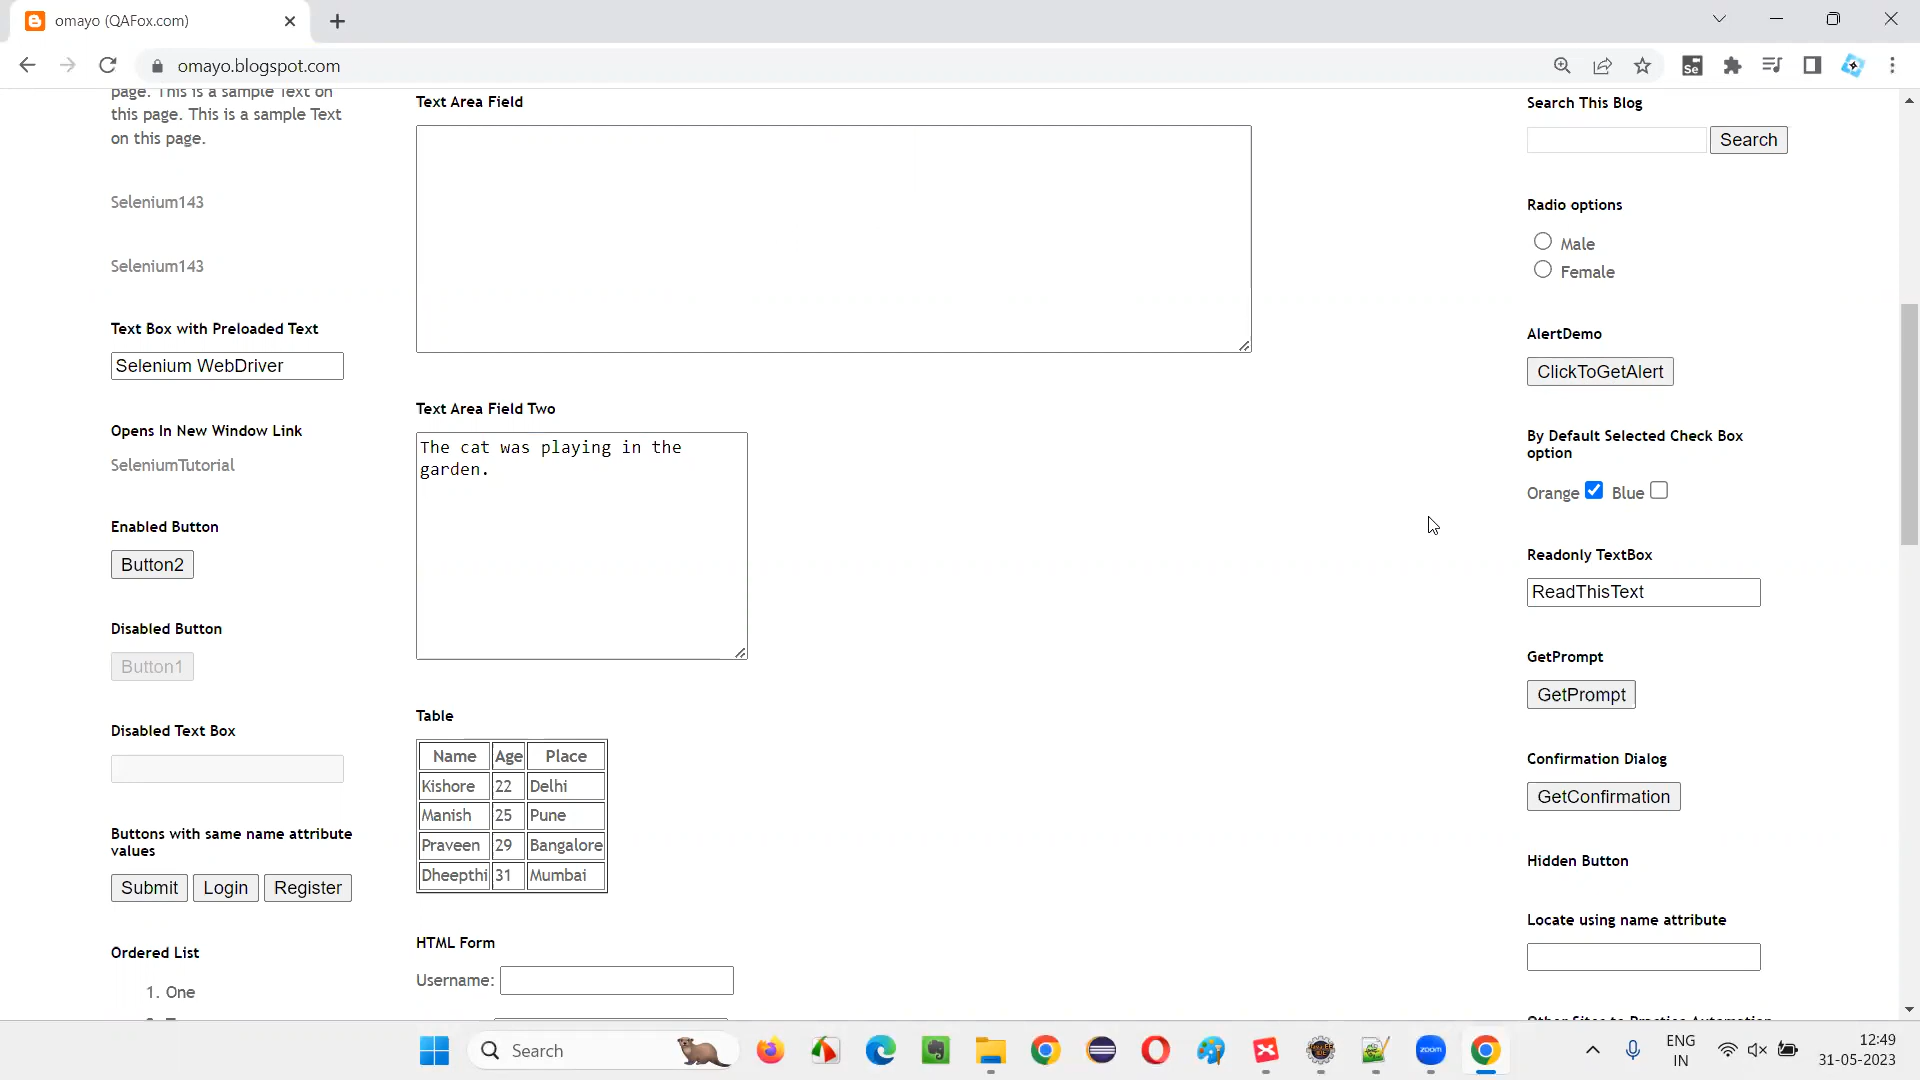 omayo (QAFox.com)
omayo.blogspot.com
page. This is a sample Text on
this page. This is a sample Text
on this page.
Selenium143
Selenium143
Text Box with Preloaded Text
Selenium WebDriver
Opens In New Window Link
SeleniumTutorial
Enabled Button
Button2
Disabled Button
Button1
Disabled Text Box
Buttons with same name attribute
values
Submit Login Register
Ordered List
1. One
Text Area Field
Text Area Field Two
The cat was playing in the
garden.
Table
Name Age Place
Kishore 22 Delhi
Manish 25 Pune
Praveen 29 Bangalore
Dheepthi 31 Mumbai
HTML Form
Username:
Search This Blog
Search
Radio options
Male
Female
AlertDemo
ClickToGetAlert
By Default Selected Check Box
option
Orange Blue
Readonly TextBox
ReadThisText
GetPrompt
GetPrompt
Confirmation Dialog
GetConfirmation
Hidden Button
Locate using name attribute
Other Sites to Practice Automation
Search
zoom
ENG
IN
12:49
31-05-2023